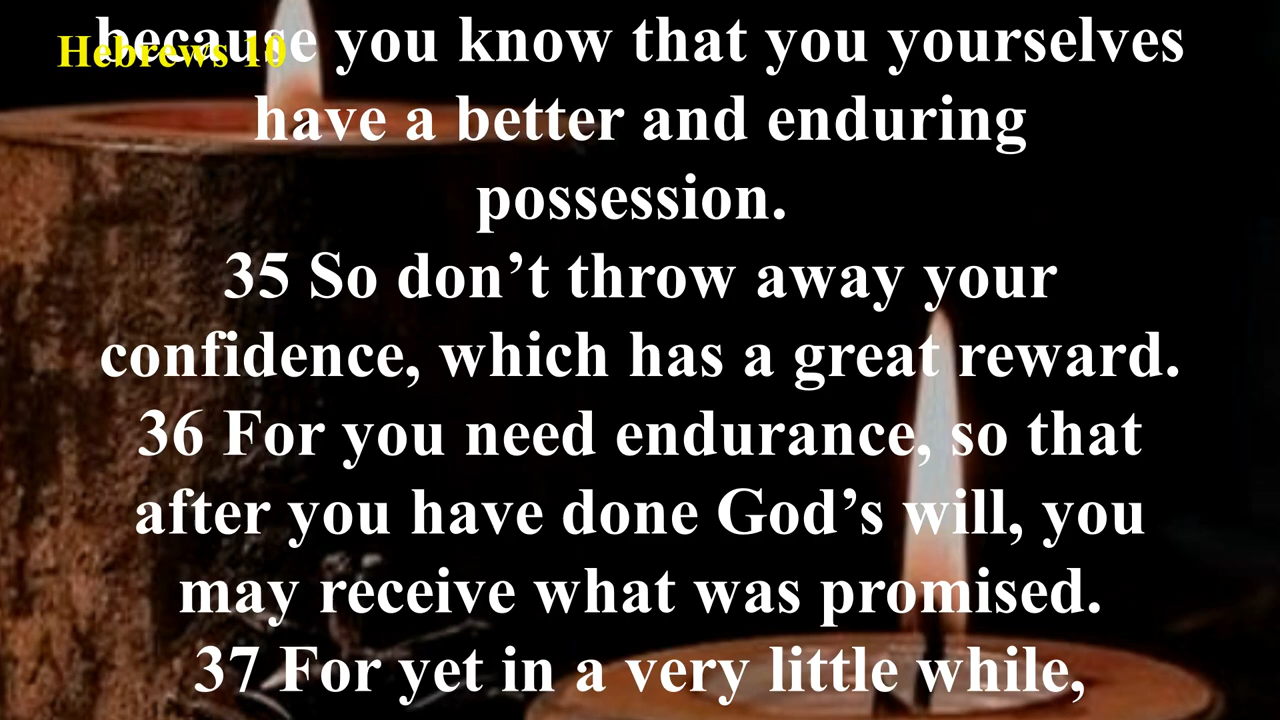 Hebrews 10
because you know that you yourselves
have a better and enduring
possession.
35 So don’t throw away your
confidence, which has a great reward.
36 For you need endurance, so that
after you have done God’s will, you
may receive what was promised.
37 For yet in a very little while,